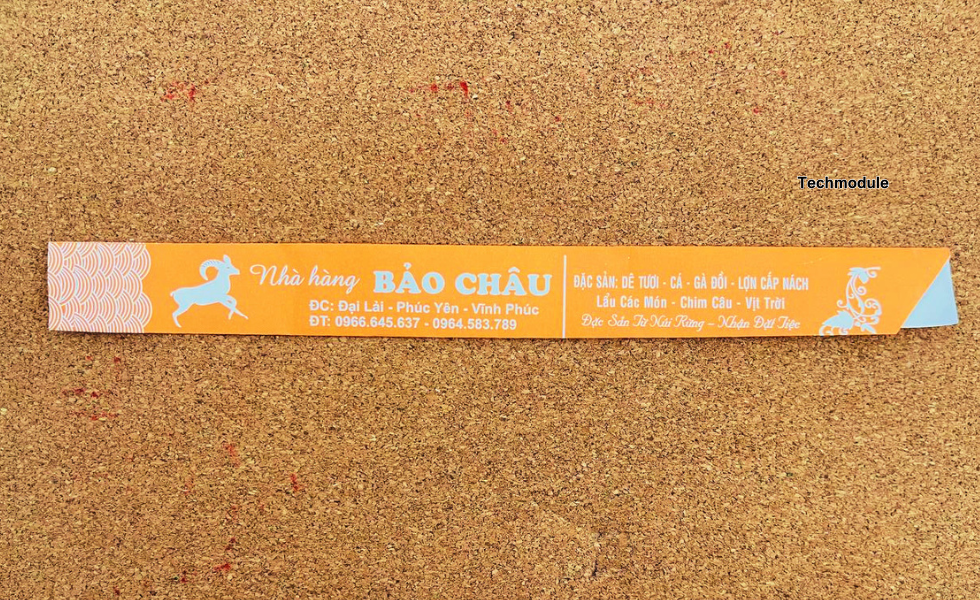 Techmodule
Nhà hàng BẢO CHÂU
ĐC: Đại Lải - Phúc Yên - Vĩnh Phúc
ĐT: 0966.645.637 - 0964.583.789
ĐẶC SẢN: DÊ TƯƠI - CÁ - GÀ ĐỒI - LỢN CẮP NÁCH
Lẩu Các Món - Chim Câu - Vịt Trời
Đặc Sản Từ Núi Rừng – Nhận Đặt Tiệc